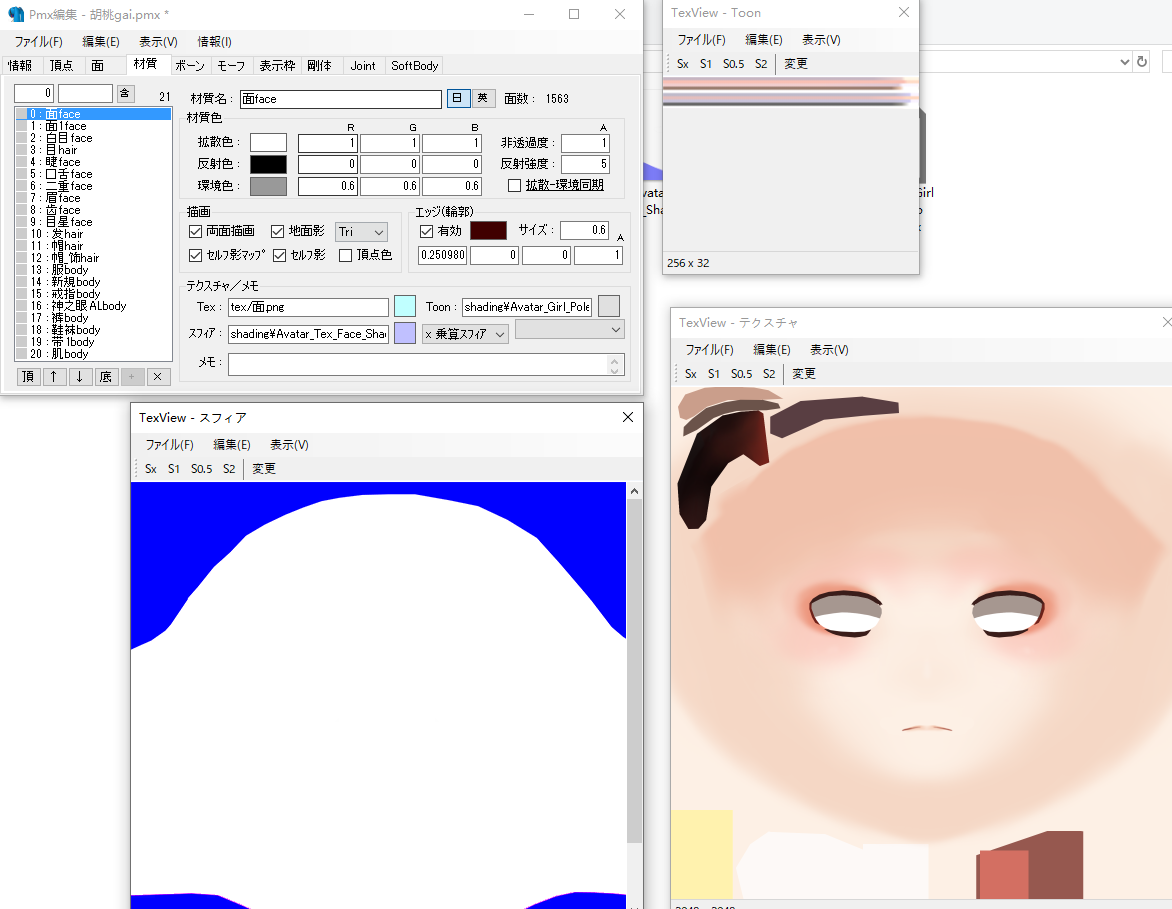 Pmx編集 - 胡桃gai.pmx *
ファイル(F) 編集(E) 表示(V) 情報(I)
情報 頂点 面 材質 ボーン モーフ 表示枠 剛体 Joint SoftBody
0 含 21
0 : 面face
1 : 面1face
2 : 白目face
3 : 目hair
4 : 睫face
5 : 口舌face
6 : 二重face
7 : 眉face
8 : 歯face
9 : 目星face
10 : 发hair
11 : 帽hair
12 : 帽_饰hair
13 : 服body
14 : 新規body
15 : 戒指body
16 : 神之眼ALbody
17 : 裤body
18 : 鞋袜body
19 : 带1body
20 : 肌body
頂 ↑ ↓ 底 + ×
材質名 : 面face 日 英 面数 : 1563
材質色
R G B A
拡散色 : 1 1 1 非透過度 : 1
反射色 : 0 0 0 反射強度 : 5
環境色 : 0.6 0.6 0.6 拡散-環境同期
描画
両面描画 地面影 Tri
セルフ影マップ セルフ影 頂点色
エッジ(輪郭)
有効 サイズ : 0.6
A
0.250980 0 0 1
テクスチャ/メモ
Tex : tex/面.png Toon : shading¥Avatar_Girl_Pole
スフィア : shading¥Avatar_Tex_Face_Sha x 乗算スフィア
メモ :
TexView - Toon
ファイル(F) 編集(E) 表示(V)
Sx S1 S0.5 S2 変更
256 x 32
TexView - スフィア
ファイル(F) 編集(E) 表示(V)
Sx S1 S0.5 S2 変更
TexView - テクスチャ
ファイル(F) 編集(E) 表示(V)
Sx S1 S0.5 S2 変更